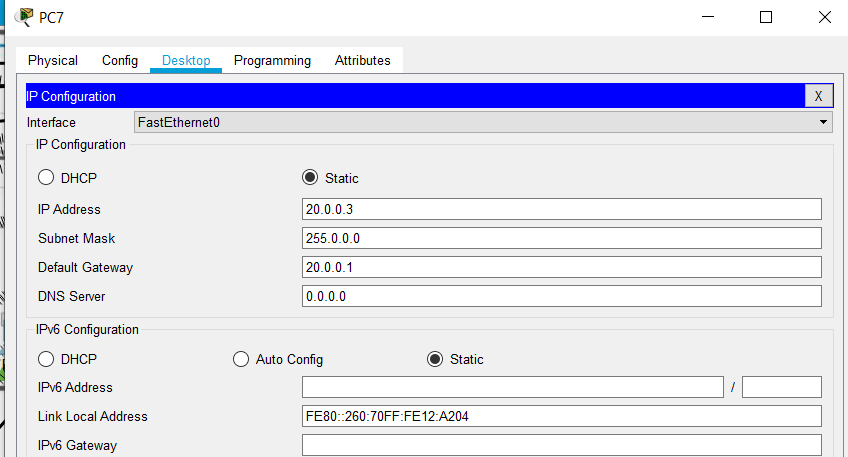 PC7
Physical Config Desktop Programming Attributes
IP Configuration X
Interface FastEthernet0
IP Configuration
DHCP Static
IP Address 20.0.0.3
Subnet Mask 255.0.0.0
Default Gateway 20.0.0.1
DNS Server 0.0.0.0
IPv6 Configuration
DHCP Auto Config Static
IPv6 Address /
Link Local Address FE80::260:70FF:FE12:A204
IPv6 Gateway